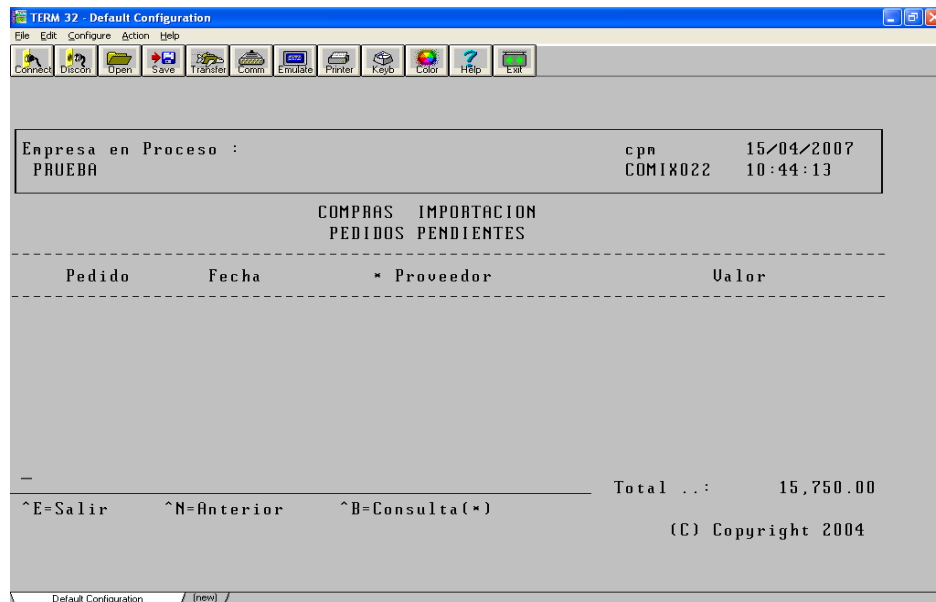 TERM 32 - Default Configuration
File Edit Configure Action Help
Connect Discon Open Save Transfer Comm Emulate Printer Keyb Color Help Exit
Empresa en Proceso : cpm 15/04/2007
PRUEBA COMIX022 10:44:13
COMPRAS IMPORTACION
PEDIDOS PENDIENTES
Pedido Fecha * Proveedor Valor
Total ..: 15,750.00
^E=Salir ^N=Anterior ^B=Consulta(*)
(C) Copyright 2004
Default Configuration (new)